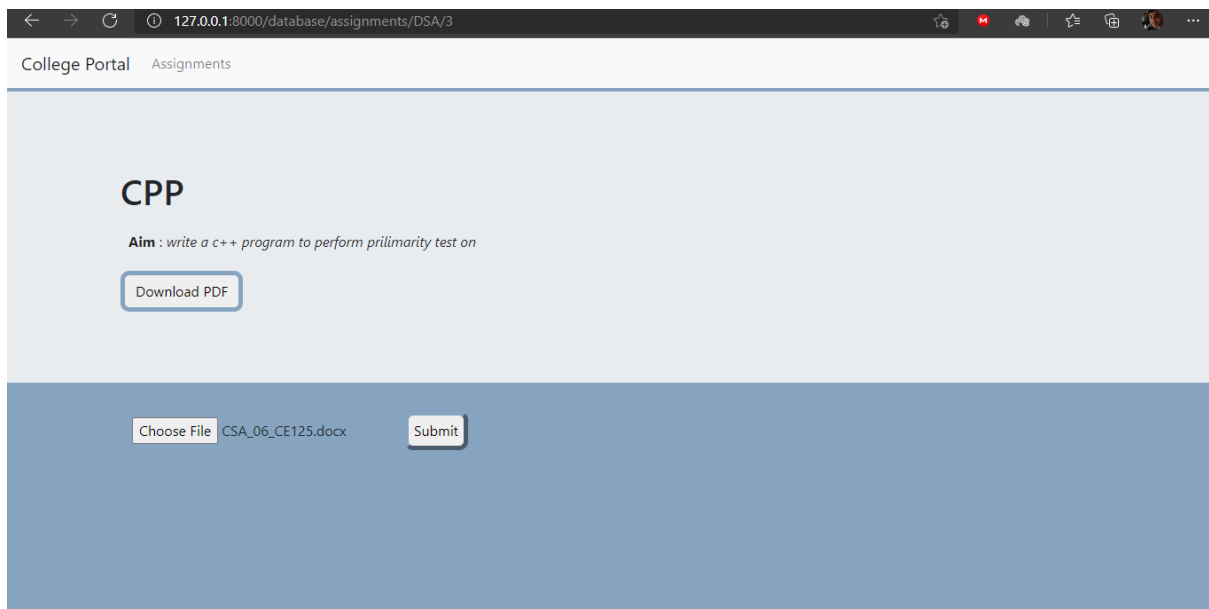 127.0.0.1:8000/database/assignments/DSA/3
M
College Portal Assignments
CPP
Aim : write a c++ program to perform prilimarity test on
Download PDF
Choose File CSA_06_CE125.docx Submit